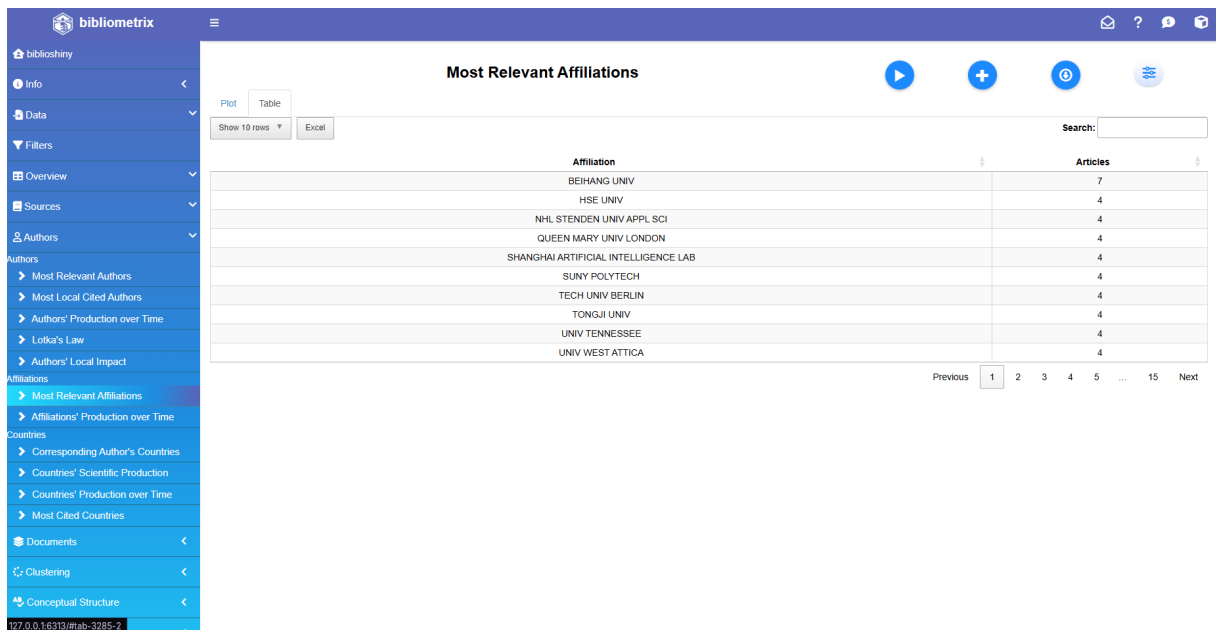 bibliometrix
biblioshiny
Info
Data
Filters
Overview
Sources
Authors
Authors
Most Relevant Authors
Most Local Cited Authors
Authors' Production over Time
Lotka's Law
Authors' Local Impact
Affiliations
Most Relevant Affiliations
Affiliations' Production over Time
Countries
Corresponding Author's Countries
Countries' Scientific Production
Countries' Production over Time
Most Cited Countries
Documents
Clustering
Conceptual Structure
127.0.0.1:6313/#tab-3285-2
Most Relevant Affiliations
Plot Table
Show 10 rows Excel Search:
Affiliation Articles
BEIHANG UNIV 7
HSE UNIV 4
NHL STENDEN UNIV APPL SCI 4
QUEEN MARY UNIV LONDON 4
SHANGHAI ARTIFICIAL INTELLIGENCE LAB 4
SUNY POLYTECH 4
TECH UNIV BERLIN 4
TONGJI UNIV 4
UNIV TENNESSEE 4
UNIV WEST ATTICA 4
Previous 1 2 3 4 5 … 15 Next